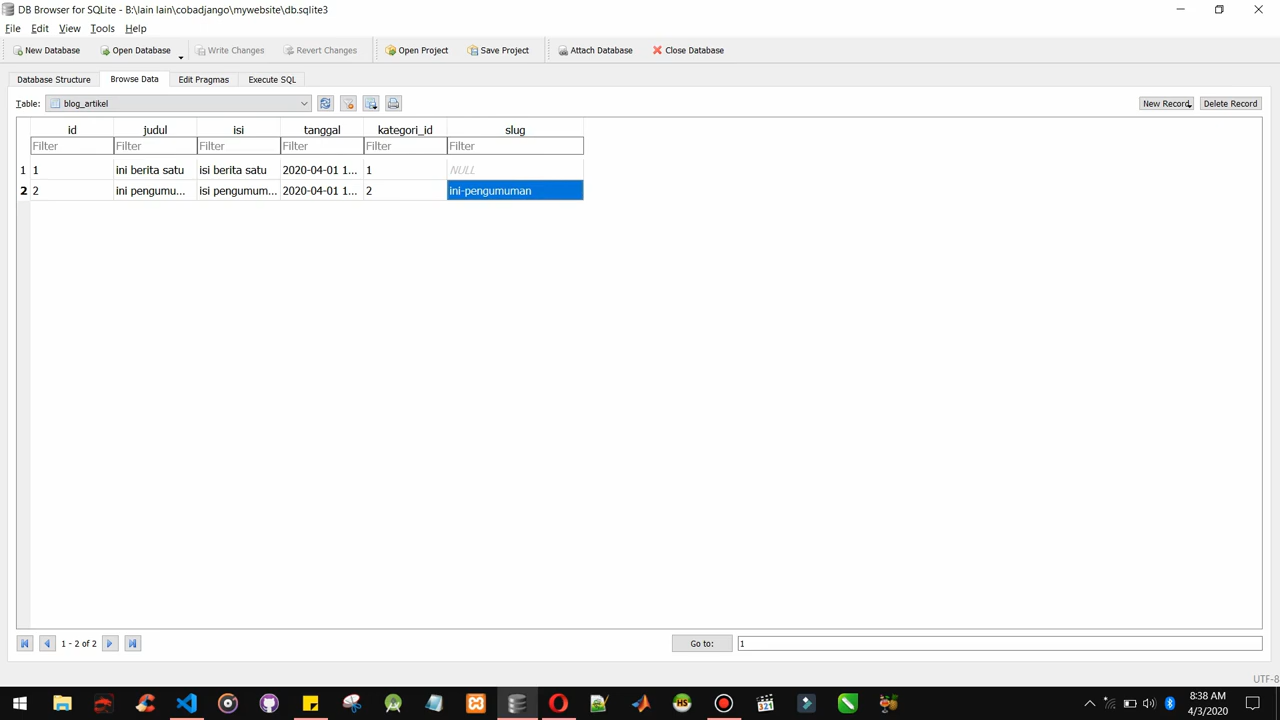 DB Browser for SQLite - B:\lain lain\cobadjango\mywebsite\db.sqlite3
File Edit View Tools Help
New Database Open Database Write Changes Revert Changes Open Project Save Project Attach Database Close Database
Database Structure Browse Data Edit Pragmas Execute SQL
Table: blog_artikel New Record Delete Record
id judul isi tanggal kategori_id slug
Filter Filter Filter Filter Filter Filter
1 1 ini berita satu isi berita satu 2020-04-01 1... 1 NULL
2 2 ini pengumu... isi pengumum... 2020-04-01 1... 2 ini-pengumuman
1 - 2 of 2 Go to: 1
UTF-8
HS
321
8:38 AM
4/3/2020